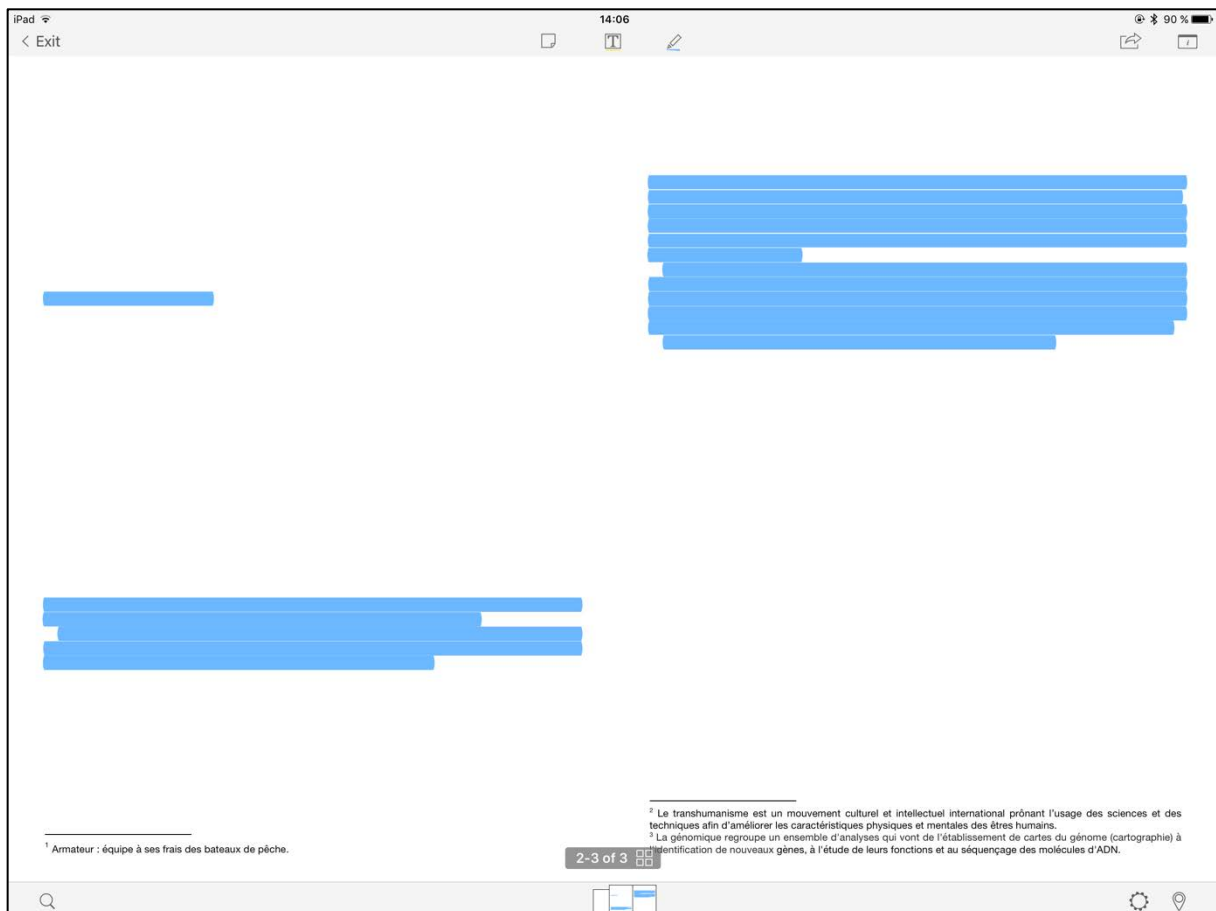 iPad
14:06
90 %
< Exit
T
i
1 Armateur : équipe à ses frais des bateaux de pêche.
2 Le transhumanisme est un mouvement culturel et intellectuel international prônant l'usage des sciences et des
techniques afin d'améliorer les caractéristiques physiques et mentales des êtres humains.
3 La génomique regroupe un ensemble d'analyses qui vont de l'établissement de cartes du génome (cartographie) à
l'identification de nouveaux gènes, à l'étude de leurs fonctions et au séquençage des molécules d'ADN.
2-3 of 3